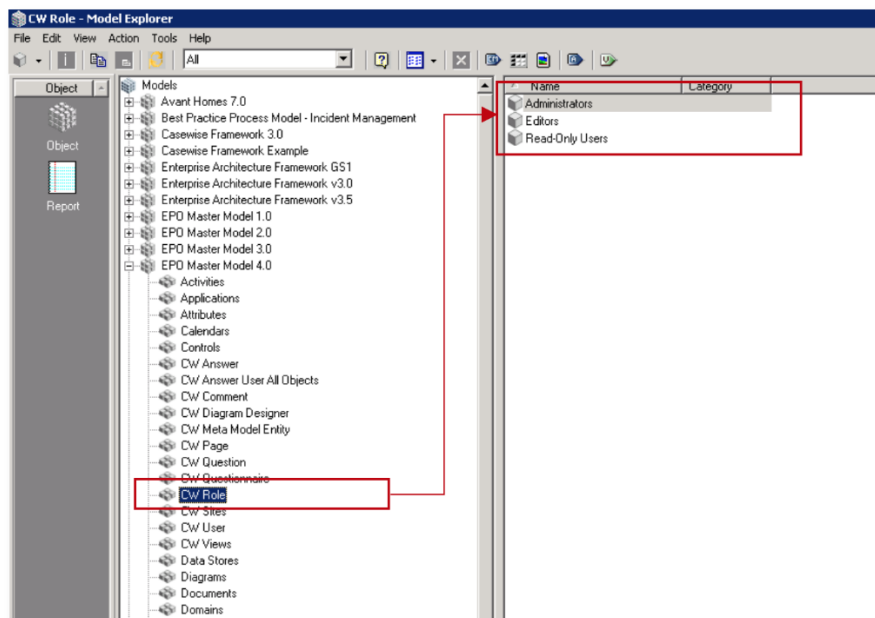 CW Role - Model Explorer
File Edit View Action Tools Help
All
Object
Object
Report
Models
Avant Homes 7.0
Best Practice Process Model - Incident Management
Casewise Framework 3.0
Casewise Framework Example
Enterprise Architecture Framework GS1
Enterprise Architecture Framework v3.0
Enterprise Architecture Framework v3.5
EPO Master Model 1.0
EPO Master Model 2.0
EPO Master Model 3.0
EPO Master Model 4.0
Activities
Applications
Attributes
Calendars
Controls
CW Answer
CW Answer User All Objects
CW Comment
CW Diagram Designer
CW Meta Model Entity
CW Page
CW Question
CW Questionnaire
CW Role
CW Sites
CW User
CW Views
Data Stores
Diagrams
Documents
Domains
Name Category
Administrators
Editors
Read-Only Users